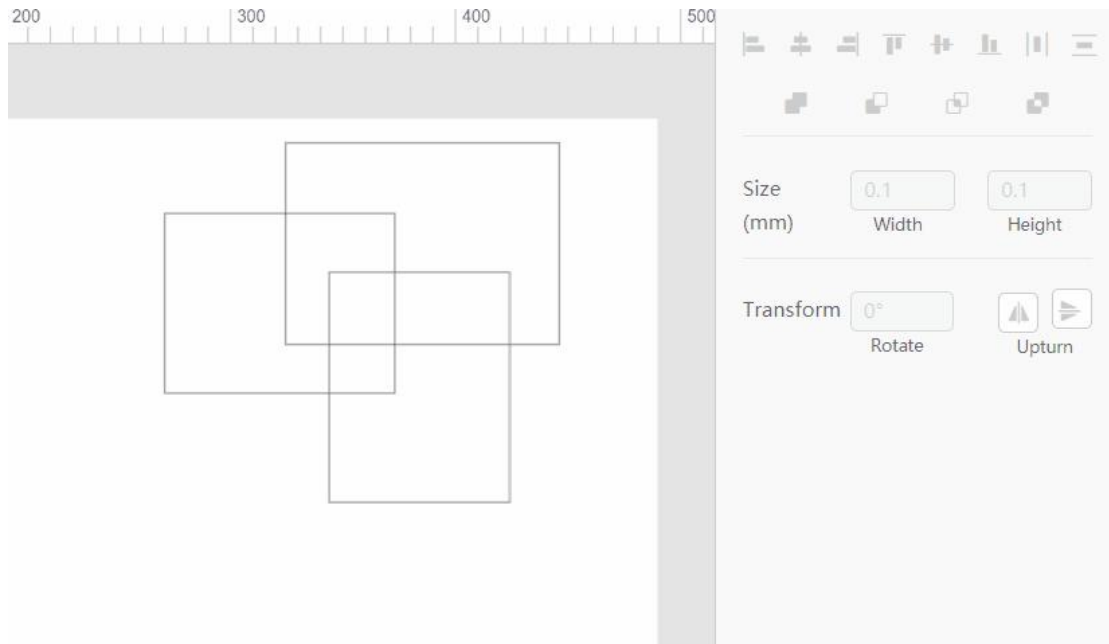 200 300 400 500
Size
(mm)
0.1 0.1
Width Height
Transform 0°
Rotate Upturn